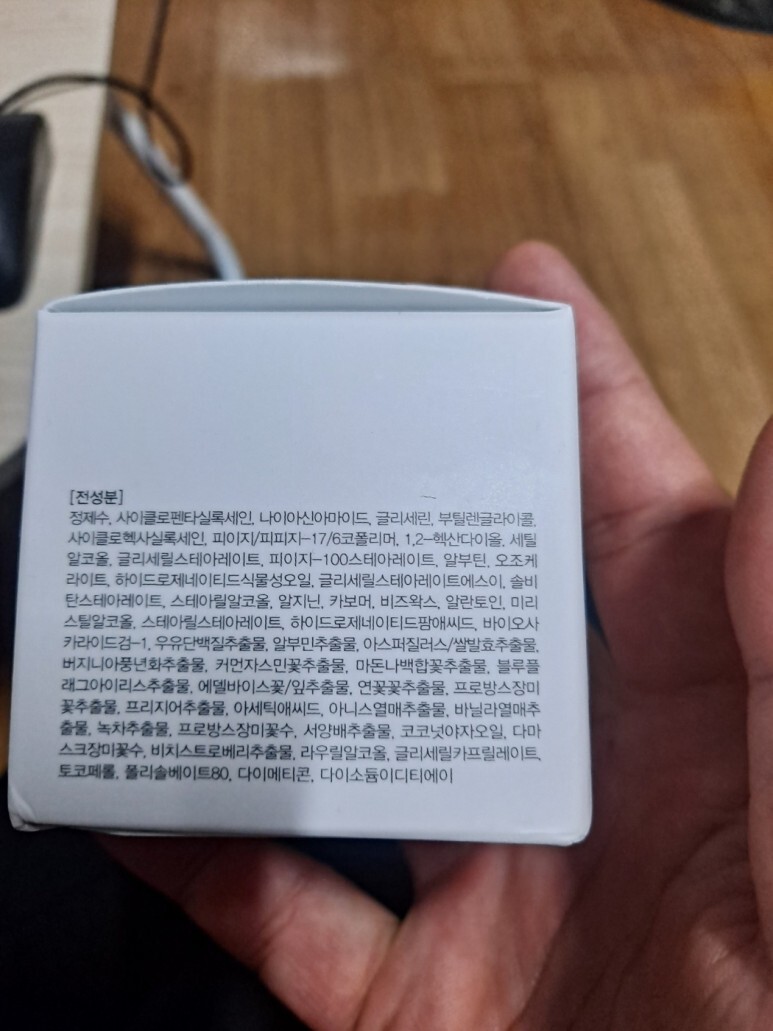 [전성분]
정제수, 사이클로펜타실록세인, 나이아신아마이드, 글리세린, 부틸렌글라이콜,
사이클로헥사실록세인, 피이지/피피지-17/6코폴리머, 1,2-헥산다이올, 세틸
알코올, 글리세릴스테아레이트, 피이지-100스테아레이트, 알부틴, 오조케
라이트, 하이드로제네이티드식물성오일, 글리세릴스테아레이트에스이, 솔비
탄스테아레이트, 스테아릴알코올, 알지닌, 카보머, 비즈왁스, 알란토인, 미리
스틸알코올, 스테아릴스테아레이트, 하이드로제네이티드팜애씨드, 바이오사
카라이드검-1, 우유단백질추출물, 알부민추출물, 아스퍼질러스/쌀발효추출물,
버지니아풍년화추출물, 커먼자스민꽃추출물, 마돈나백합꽃추출물, 블루플
래그아이리스추출물, 에델바이스꽃/잎추출물, 연꽃꽃추출물, 프로방스장미
꽃추출물, 프리지어추출물, 아세틱애씨드, 아니스열매추출물, 바닐라열매추
출물, 녹차추출물, 프로방스장미꽃수, 서양배추출물, 코코넛야자오일, 다마
스크장미꽃수, 비치스트로베리추출물, 라우릴알코올, 글리세릴카프릴레이트,
토코페롤, 폴리솔베이트80, 다이메티콘, 다이소듐이디티에이